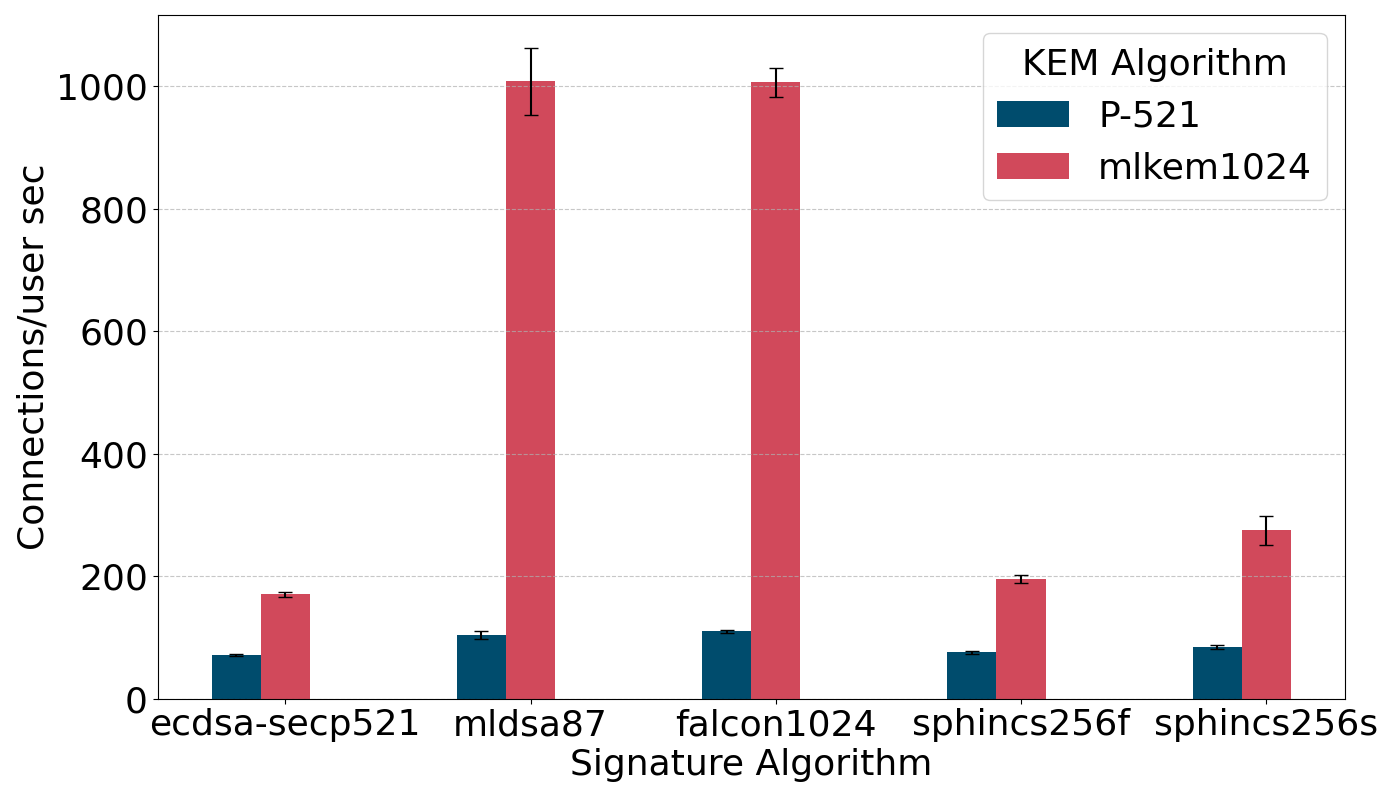 Connections/user sec
1000
800
600
400
200
0
KEM Algorithm
P-521
mlkem1024
ecdsa-secp521 mldsa87 falcon1024 sphincs256f sphincs256s
Signature Algorithm